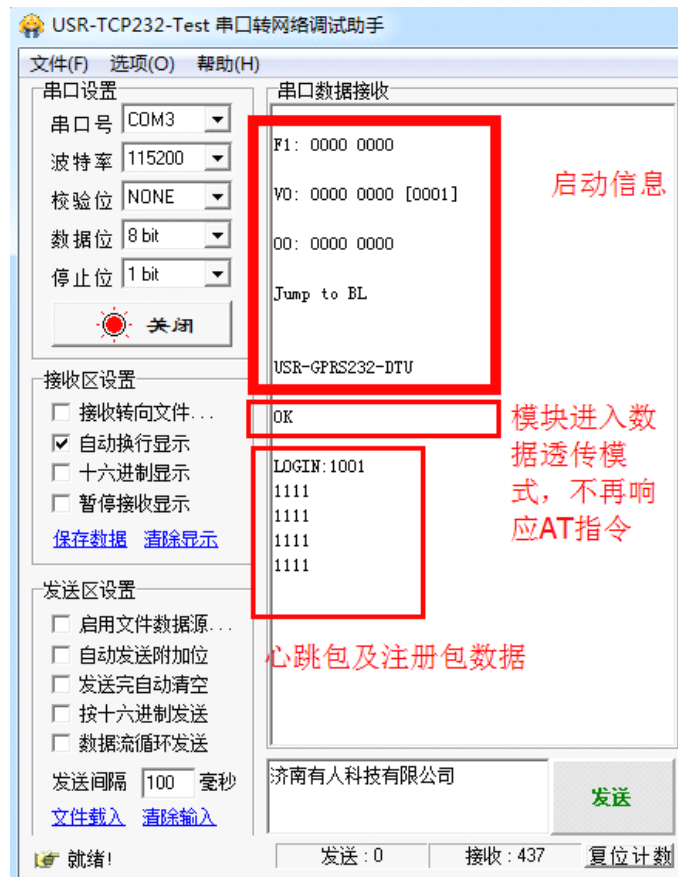 USR-TCP232-Test 串口转网络调试助手
文件(F) 选项(O) 帮助(H)
串口设置
串口号 COM3
波特率 115200
校验位 NONE
数据位 8 bit
停止位 1 bit
关闭
接收区设置
接收转向文件...
自动换行显示
十六进制显示
暂停接收显示
保存数据 清除显示
发送区设置
启用文件数据源...
自动发送附加位
发送完自动清空
按十六进制发送
数据流循环发送
发送间隔 100 毫秒
文件载入 清除输入
串口数据接收
F1: 0000 0000
V0: 0000 0000 [0001]
00: 0000 0000
Jump to BL
USR-GPRS232-DTU
启动信息
OK
模块进入数
据透传模
式，不再响
应AT指令
LOGIN:1001
1111
1111
1111
1111
心跳包及注册包数据
济南有人科技有限公司
发送
就绪!
发送 : 0
接收 : 437
复位计数